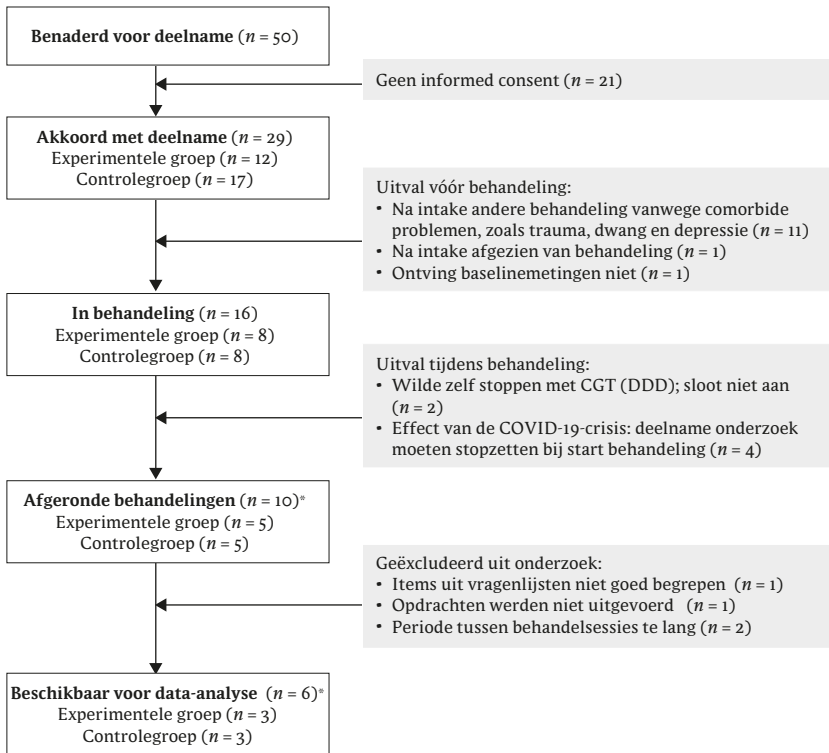 Benaderd voor deelname (n = 50)
Geen informed consent (n = 21)
Akkoord met deelname (n = 29)
Experimentele groep (n = 12)
Controlegroep (n = 17)
Uitval vóór behandeling:
• Na intake andere behandeling vanwege comorbide
problemen, zoals trauma, dwang en depressie (n = 11)
• Na intake afgezien van behandeling (n = 1)
• Ontving baselinemetingen niet (n = 1)
In behandeling (n = 16)
Experimentele groep (n = 8)
Controlegroep (n = 8)
Uitval tijdens behandeling:
• Wilde zelf stoppen met CGT (DDD); sloot niet aan
(n = 2)
• Effect van de COVID-19-crisis: deelname onderzoek
moeten stopzetten bij start behandeling (n = 4)
Afgeronde behandelingen (n = 10)*
Experimentele groep (n = 5)
Controlegroep (n = 5)
Geëxcludeerd uit onderzoek:
• Items uit vragenlijsten niet goed begrepen (n = 1)
• Opdrachten werden niet uitgevoerd (n = 1)
• Periode tussen behandelsessies te lang (n = 2)
Beschikbaar voor data-analyse (n = 6)*
Experimentele groep (n = 3)
Controlegroep (n = 3)